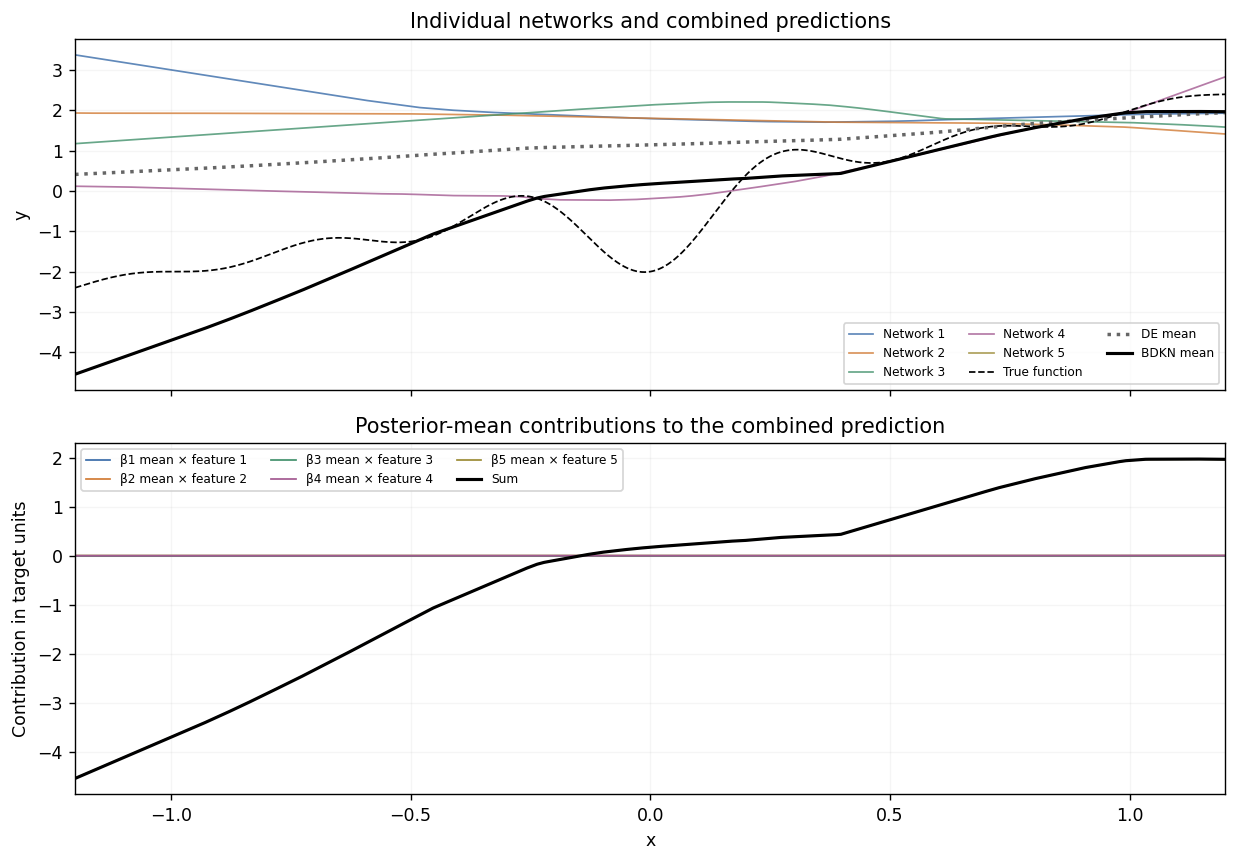 Individual networks and combined predictions
3
2
1
0
−1
−2
−3
−4
y
Network 1
Network 2
Network 3
Network 4
Network 5
True function
DE mean
BDKN mean
Posterior-mean contributions to the combined prediction
2
1
0
−1
−2
−3
−4
Contribution in target units
β1 mean × feature 1
β2 mean × feature 2
β3 mean × feature 3
β4 mean × feature 4
β5 mean × feature 5
Sum
−1.0
−0.5
0.0
0.5
1.0
x